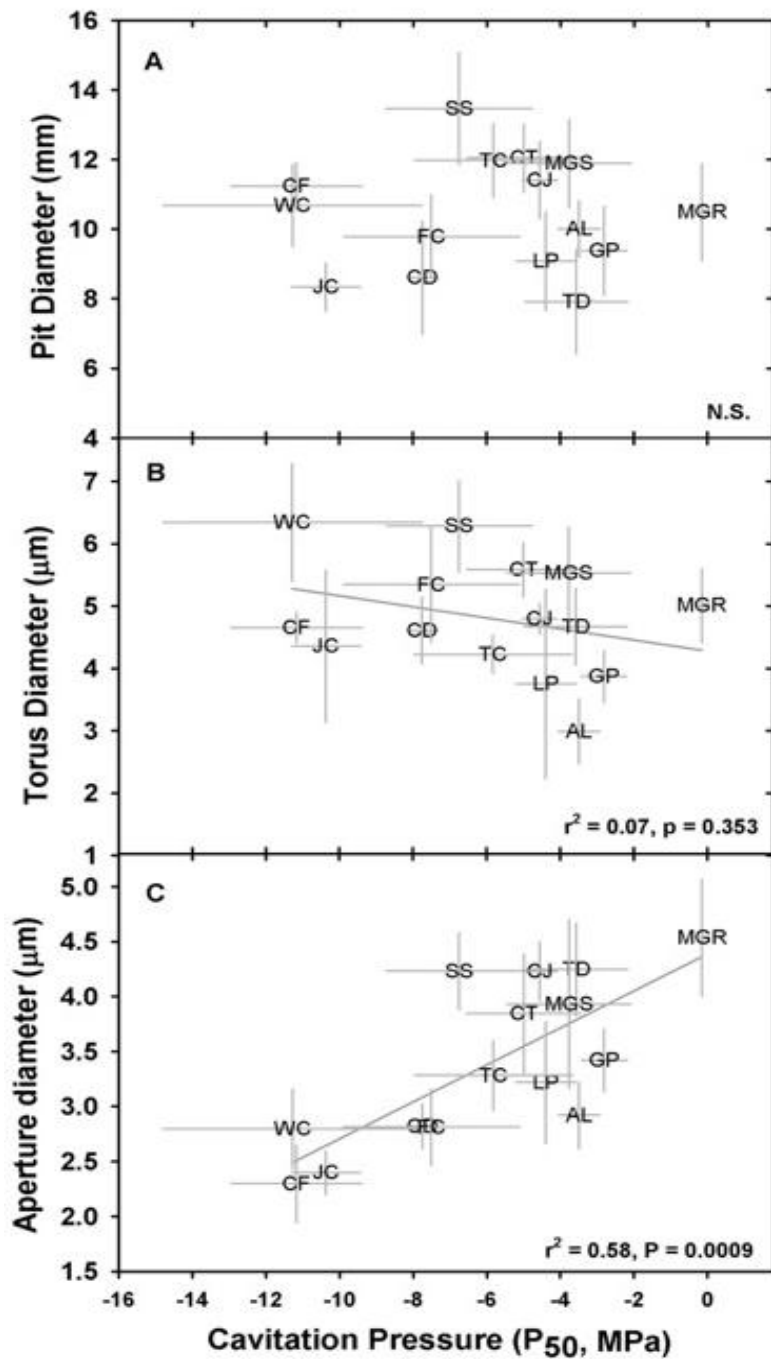 16
A
14
SS
12
TC
CT
MGS
CJ
CF
WC
MGR
10
AL
FC
GP
LP
CD
JC
8
TD
6
N.S.
4
Pit Diameter (mm)
B
7
WC
SS
6
CT
MGS
FC
5
MGR
CJ
TD
CF
CD
JC
TC
4
GP
LP
3
AL
2
r² = 0.07, p = 0.353
1
Torus Diameter (μm)
C
5.0
MGR
4.5
SS
CJ
TD
4.0
MGS
CT
3.5
GP
TC
LP
3.0
AL
WC
CD
FC
2.5
JC
CF
2.0
r² = 0.58, P = 0.0009
1.5
Aperture diameter (μm)
-16 -14 -12 -10 -8 -6 -4 -2 0
Cavitation Pressure (P50, MPa)